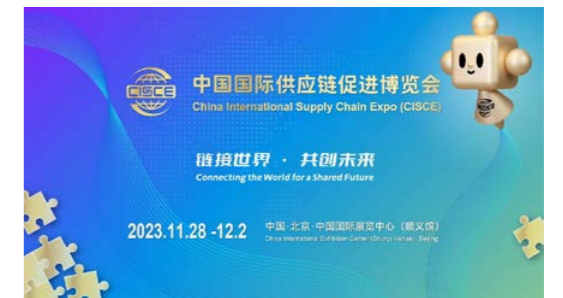 CISCE
中国国际供应链促进博览会
China International Supply Chain Expo (CISCE)
链接世界 · 共创未来
Connecting the World for a Shared Future
2023.11.28 -12.2
中国·北京·中国国际展览中心（顺义馆）
China International Exhibition Center (Shunyi Venue), Beijing